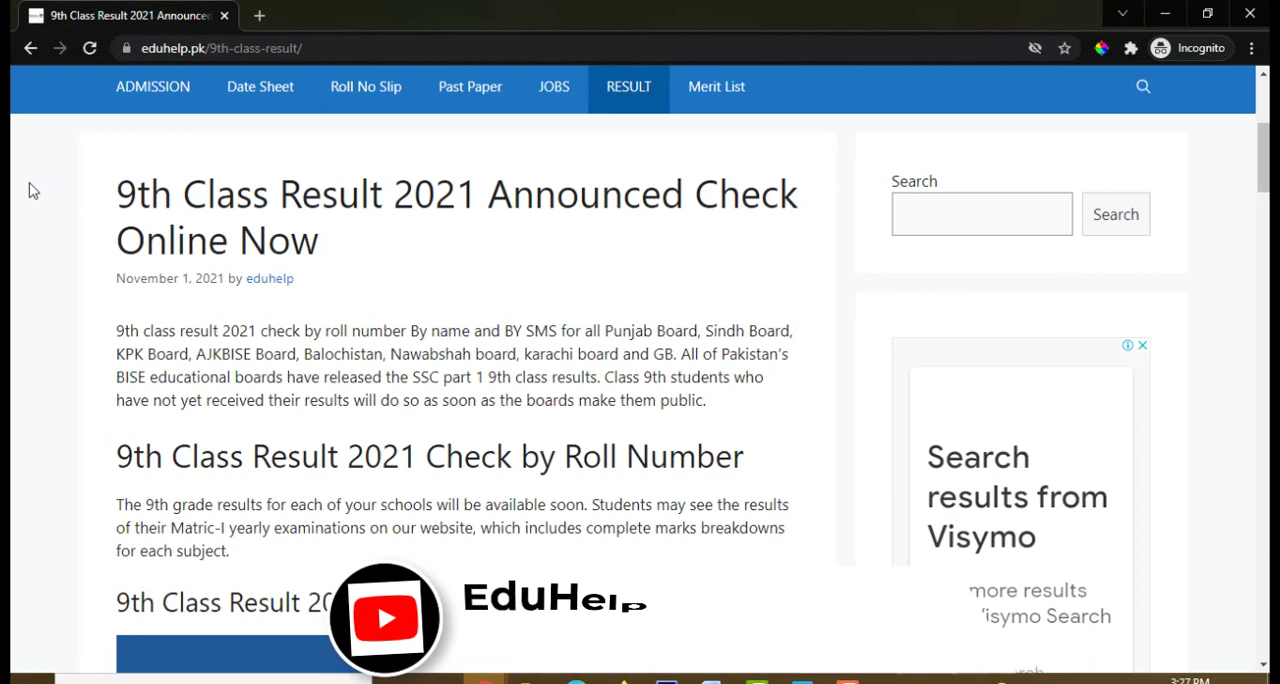 9th Class Result 2021 Announced
eduhelp.pk/9th-class-result/
Incognito
ADMISSION Date Sheet Roll No Slip Past Paper JOBS RESULT Merit List
9th Class Result 2021 Announced Check
Online Now
November 1, 2021 by eduhelp
9th class result 2021 check by roll number By name and BY SMS for all Punjab Board, Sindh Board,
KPK Board, AJKBISE Board, Balochistan, Nawabshah board, karachi board and GB. All of Pakistan's
BISE educational boards have released the SSC part 1 9th class results. Class 9th students who
have not yet received their results will do so as soon as the boards make them public.
9th Class Result 2021 Check by Roll Number
The 9th grade results for each of your schools will be available soon. Students may see the results
of their Matric-I yearly examinations on our website, which includes complete marks breakdowns
for each subject.
9th Class Result
EduHelp
Search
Search
Search
results from
Visymo
more results
Visymo Search
3:27 PM